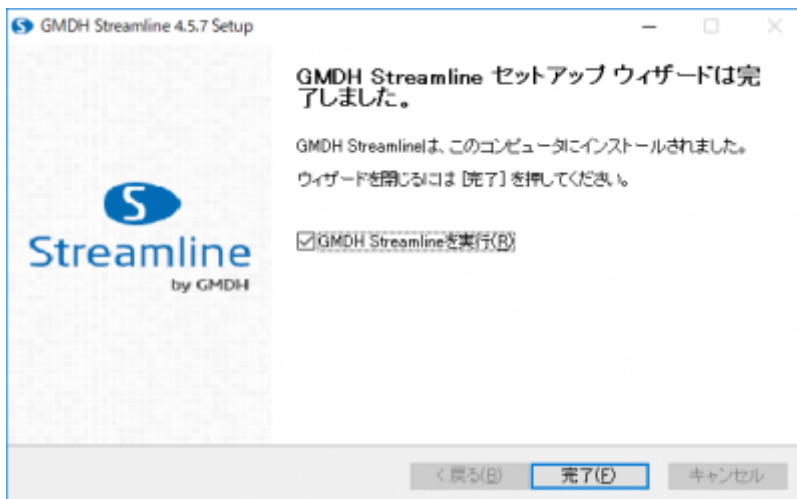 GMDH Streamline 4.5.7 Setup
GMDH Streamline セットアップ ウィザードは完
了しました。
GMDH Streamlineは、このコンピュータにインストールされました。
ウィザードを閉じるには [完了] を押してください。
S
Streamline
by GMDH
GMDH Streamlineを実行(R)
< 戻る(B)
完了(F)
キャンセル